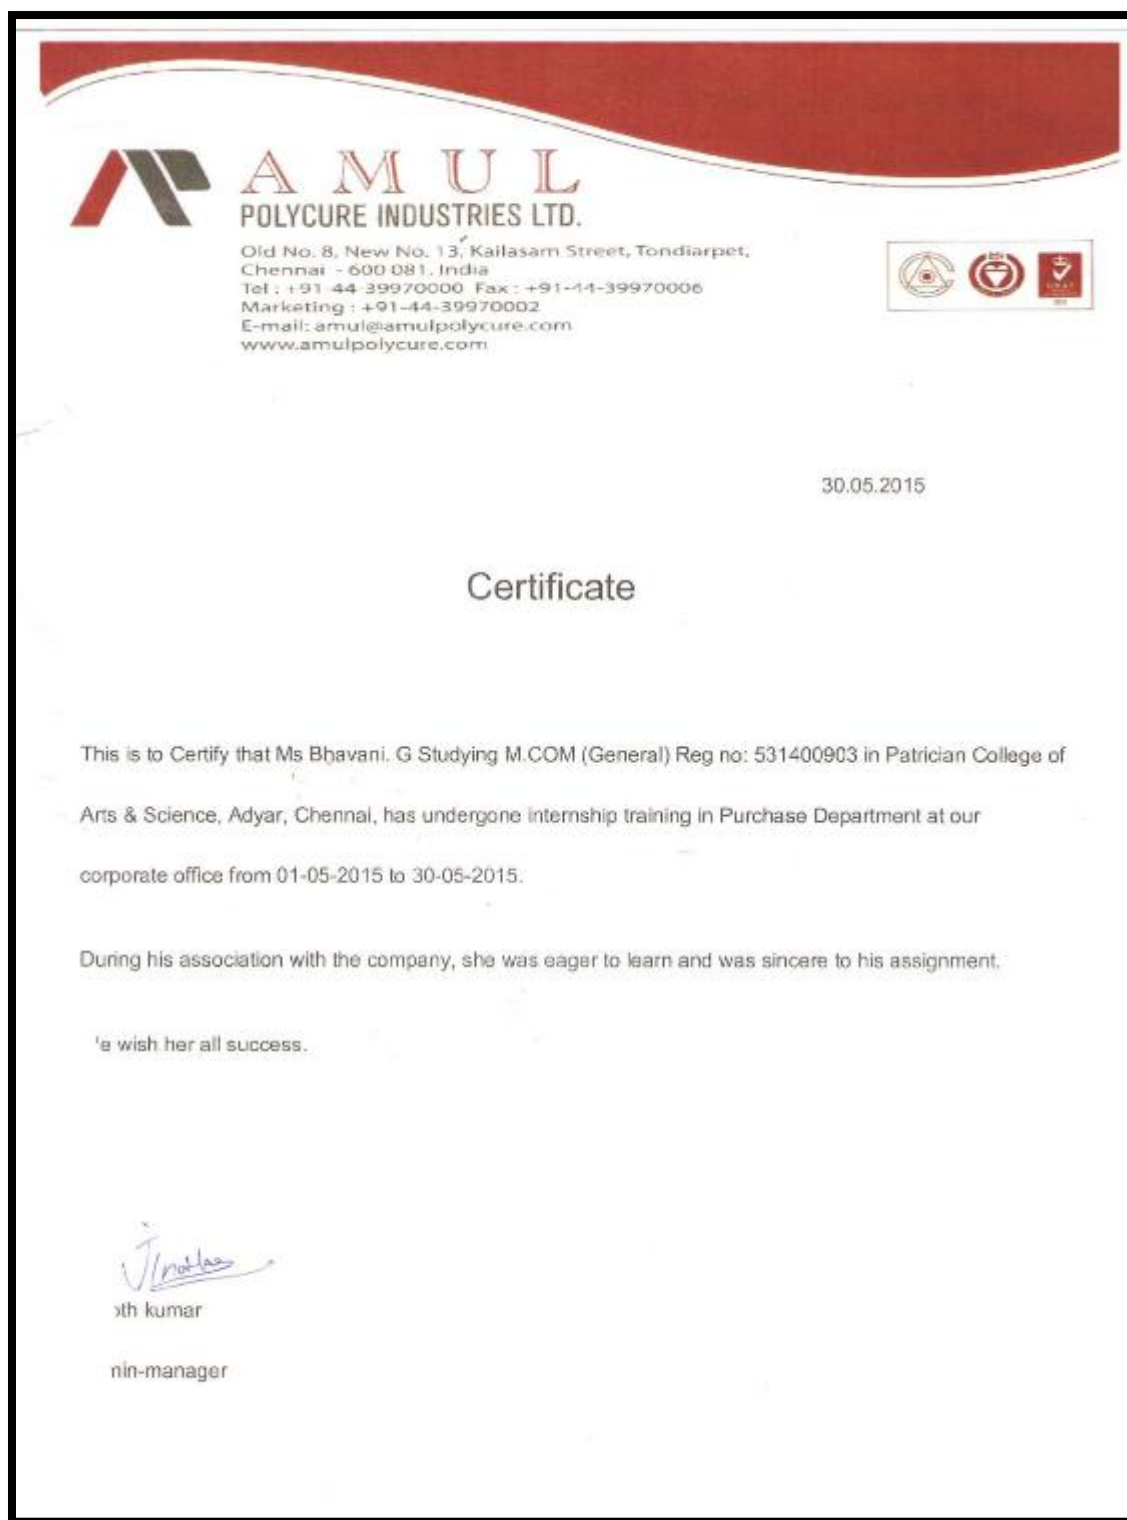 AMUL
POLYCURE INDUSTRIES LTD.
Old No. 8, New No. 13, Kailasam Street, Tondiarpet,
Chennai - 600 081. India
Tel : +91-44-39970000 Fax : +91-44-39970006
Marketing : +91-44-39970002
E-mail: amul@amulpolycure.com
www.amulpolycure.com
30.05.2015
Certificate
This is to Certify that Ms Bhavani. G Studying M.COM (General) Reg no: 531400903 in Patrician College of
Arts & Science, Adyar, Chennai, has undergone internship training in Purchase Department at our
corporate office from 01-05-2015 to 30-05-2015.
During his association with the company, she was eager to learn and was sincere to his assignment.
'e wish her all success.
oth kumar
nin-manager